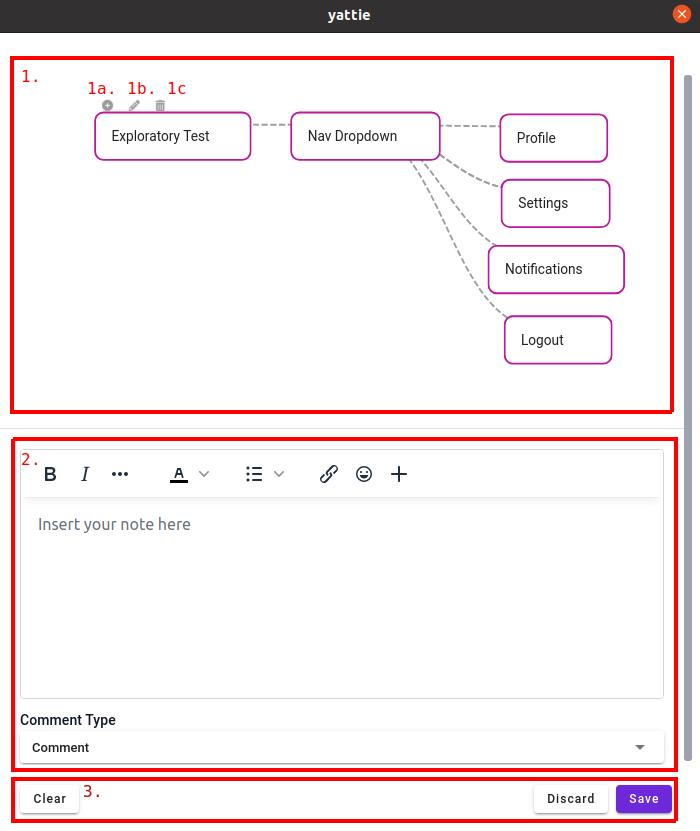 yattie
1.
1a. 1b. 1c
Exploratory Test
Nav Dropdown
Profile
Settings
Notifications
Logout
2.
B I ••• A
Insert your note here
Comment Type
Comment
Clear 3. Discard Save